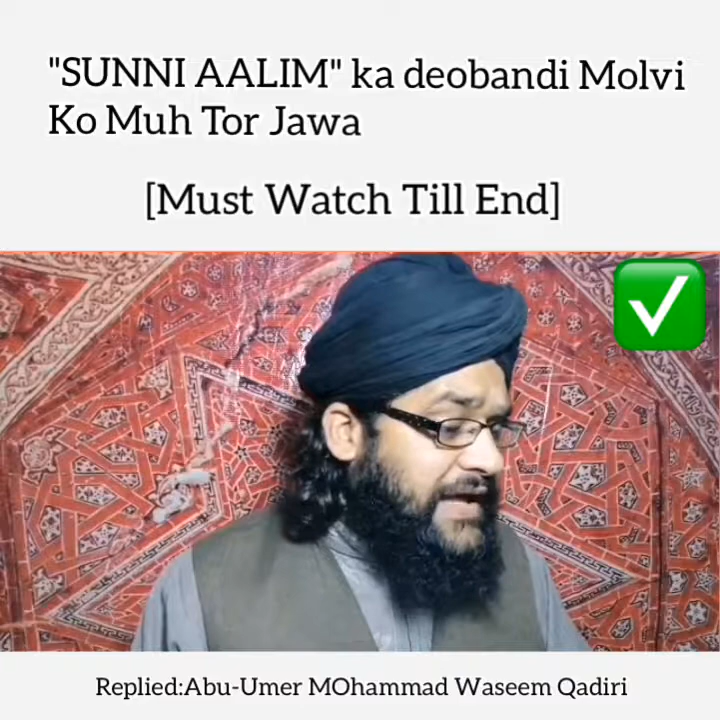 "SUNNI AALIM" ka deobandi Molvi
Ko Muh Tor Jawa
[Must Watch Till End]
Replied:Abu-Umer MOhammad Waseem Qadiri